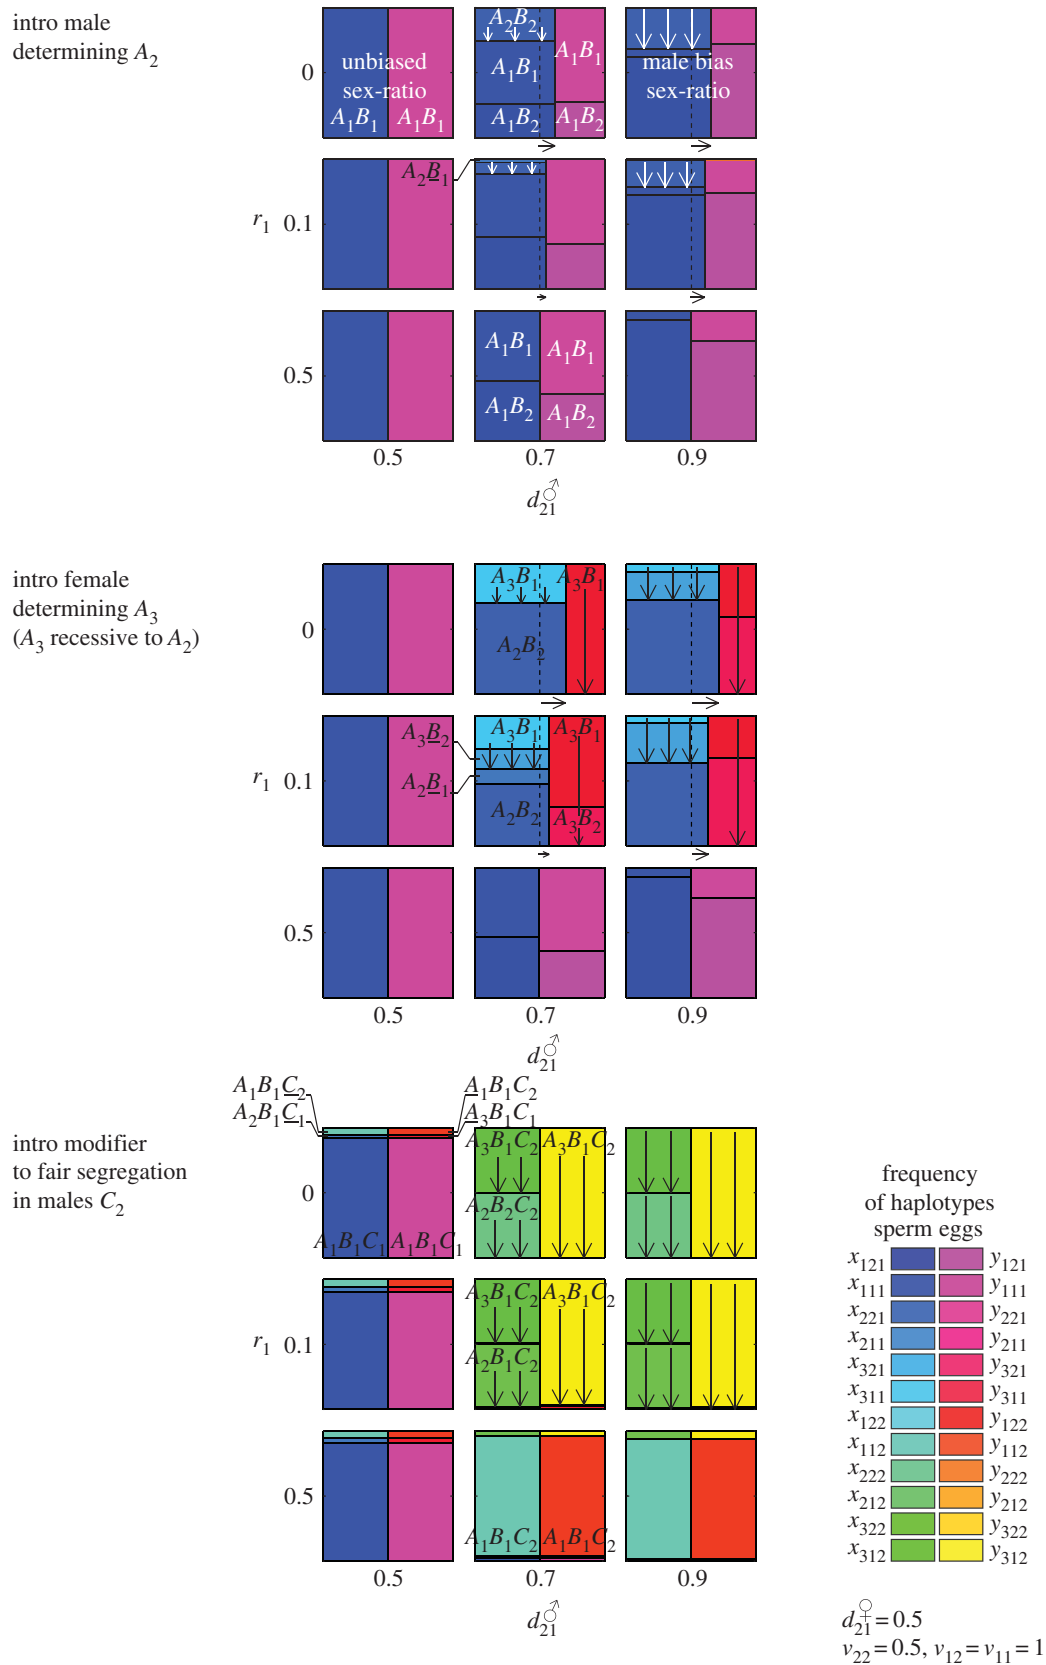 intro male
determining A₂
A₂B₂
unbiased
sex-ratio
A₁B₁
A₁B₁
male bias
sex-ratio
0
A₁B₁ A₁B₁
A₁B₂
A₁B₂
A₂B₁
r₁ 0.1
0.5
A₁B₁
A₁B₁
A₁B₂
A₁B₂
0.5 0.7 0.9
d₂₁♂
intro female
determining A₃
(A₃ recessive to A₂)
A₃B₁ A₃B₁
0
A₂B₂
A₃B₂
A₃B₁ A₃B₁
A₂B₁
r₁ 0.1
A₂B₂ A₃B₂
0.5
0.5 0.7 0.9
d₂₁♂
A₁B₁C₂ A₁B₁C₂
A₂B₁C₁ A₃B₁C₁
intro modifier
to fair segregation
in males C₂
A₃B₁C₂ A₃B₁C₂
0
A₂B₂C₂
A₁B₁C₁ A₁B₁C₁
A₃B₁C₂ A₃B₁C₂
r₁ 0.1
A₂B₁C₂
0.5
A₁B₁C₂ A₁B₁C₂
0.5 0.7 0.9
d₂₁♂
frequency
of haplotypes
sperm eggs
x₁₂₁ y₁₂₁
x₁₁₁ y₁₁₁
x₂₂₁ y₂₂₁
x₂₁₁ y₂₁₁
x₃₂₁ y₃₂₁
x₃₁₁ y₃₁₁
x₁₂₂ y₁₂₂
x₁₁₂ y₁₁₂
x₂₂₂ y₂₂₂
x₂₁₂ y₂₁₂
x₃₂₂ y₃₂₂
x₃₁₂ y₃₁₂
d₂₁♀ = 0.5
v₂₂ = 0.5, v₁₂ = v₁₁ = 1